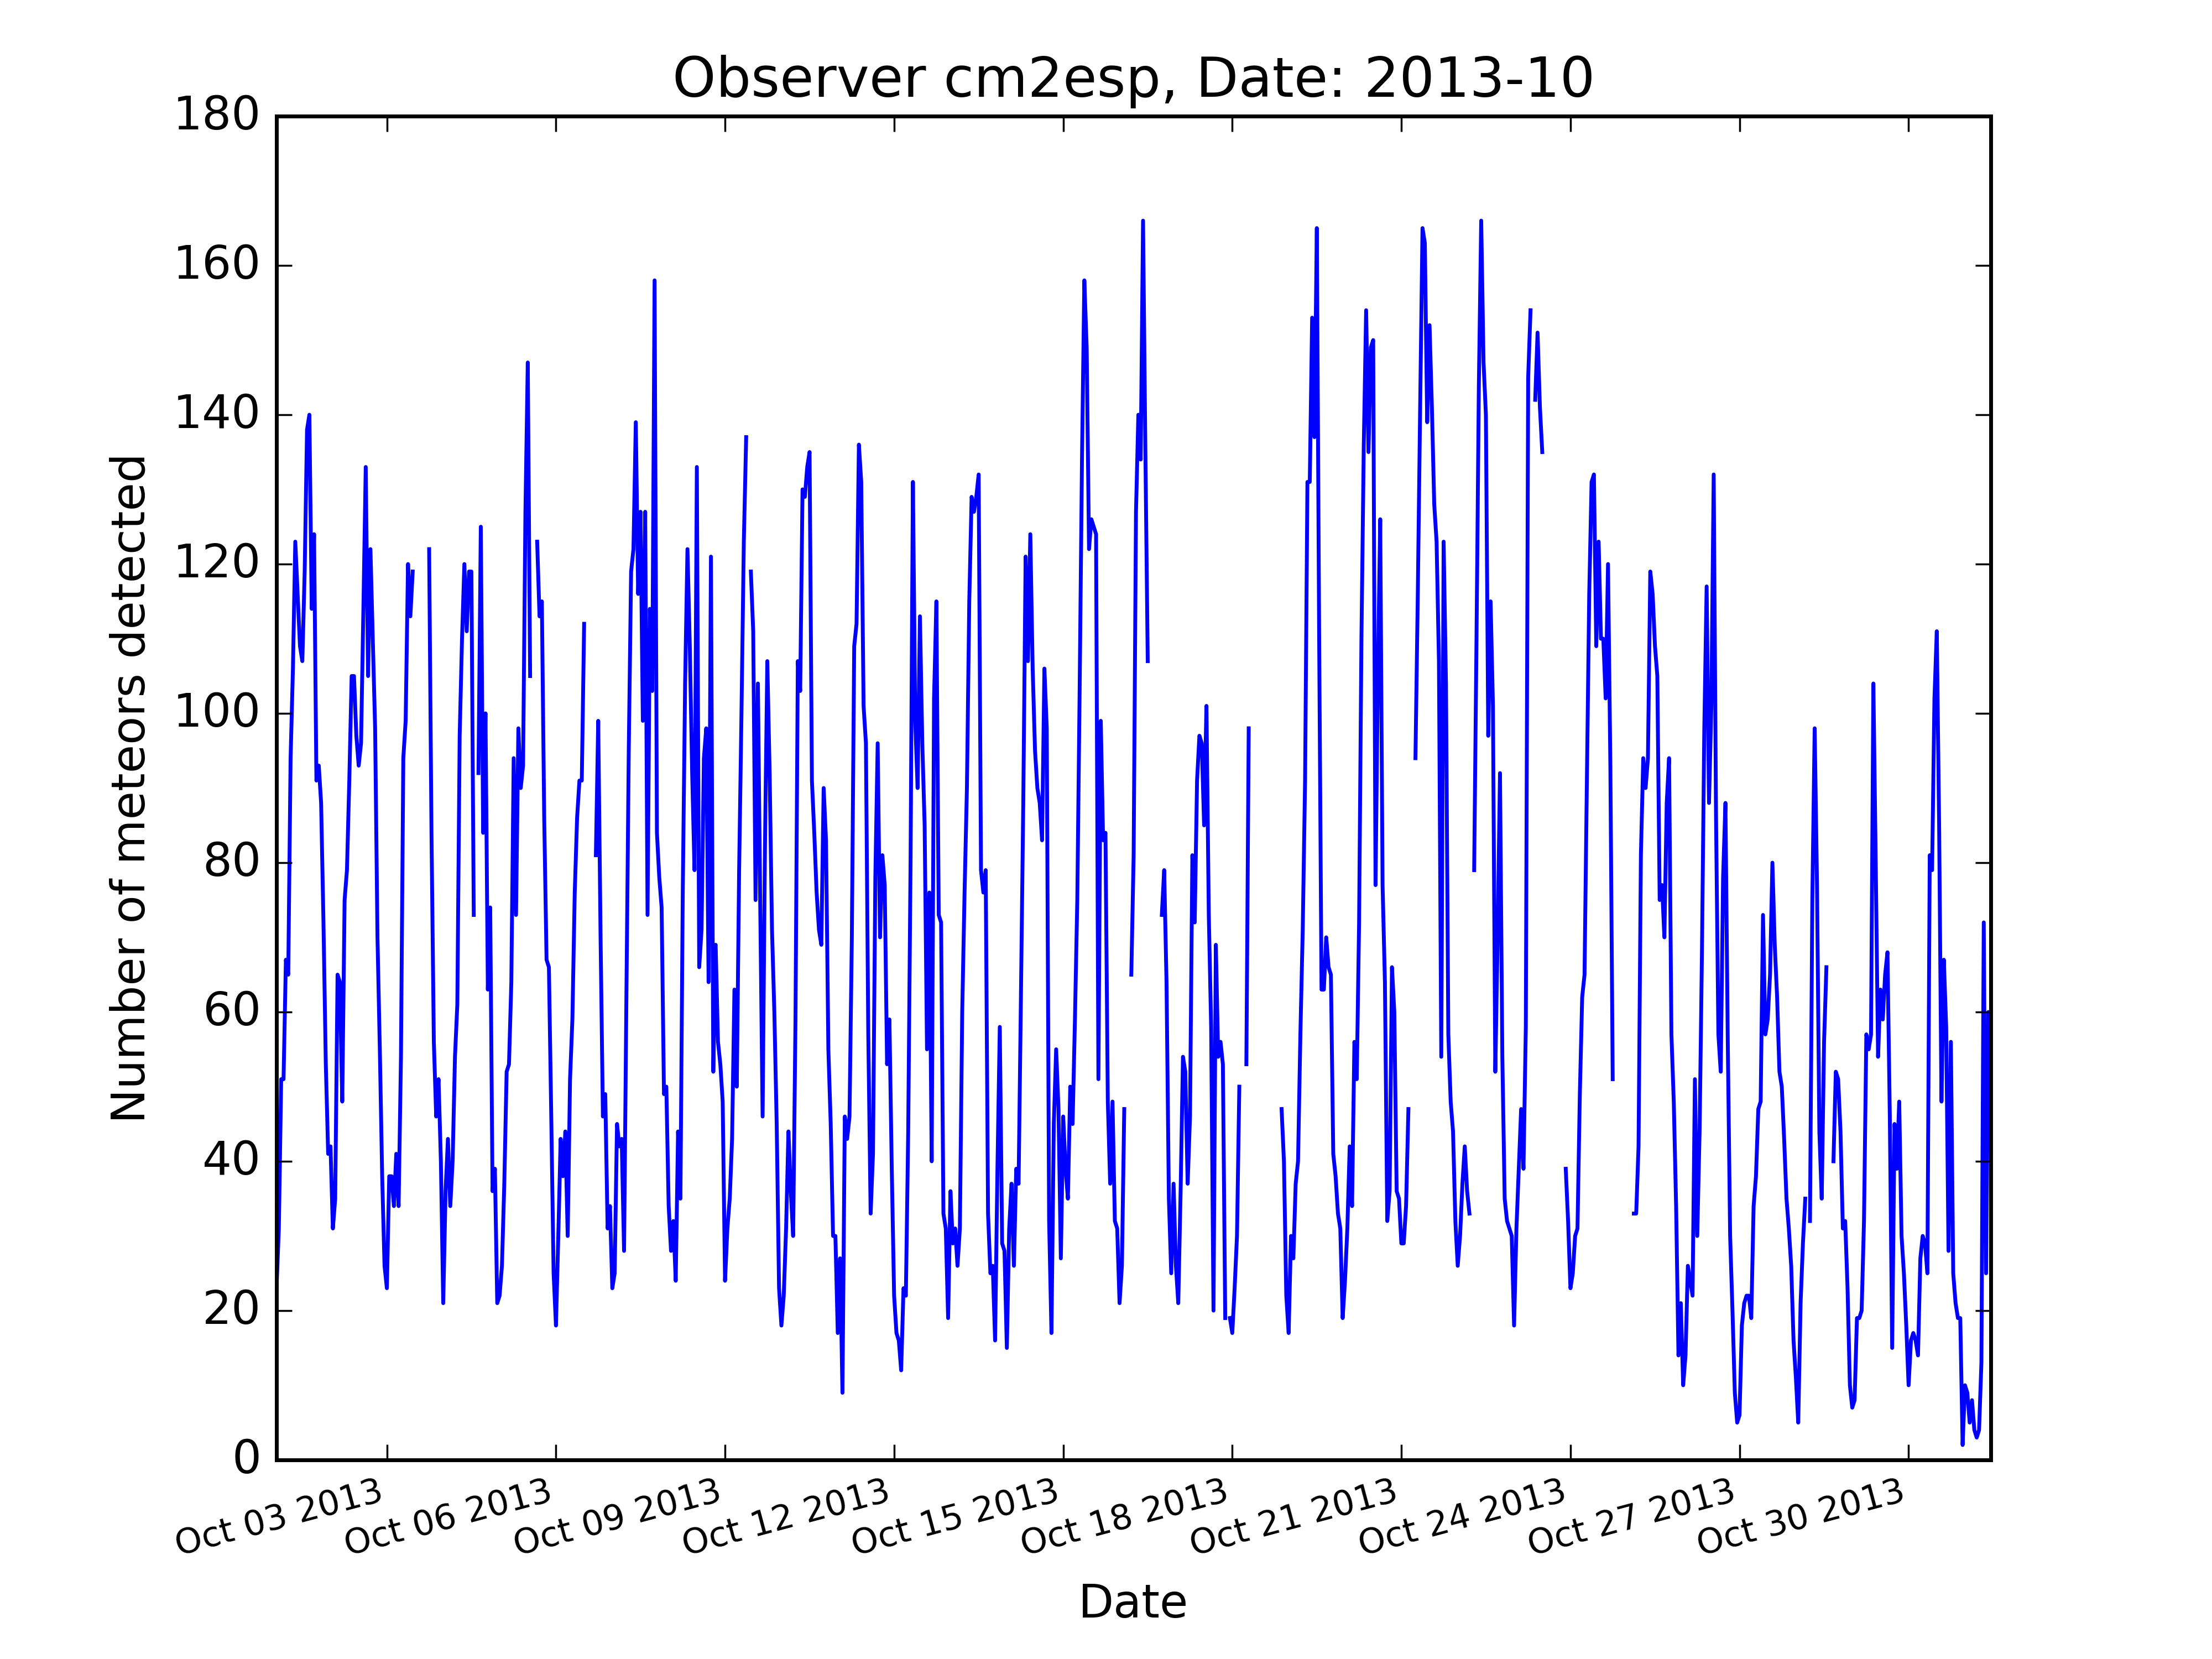 Observer cm2esp, Date: 2013-10
180
160
140
120
100
80
60
40
20
0
Number of meteors detected
Oct 03 2013
Oct 06 2013
Oct 09 2013
Oct 12 2013
Oct 15 2013
Oct 18 2013
Oct 21 2013
Oct 24 2013
Oct 27 2013
Oct 30 2013
Date